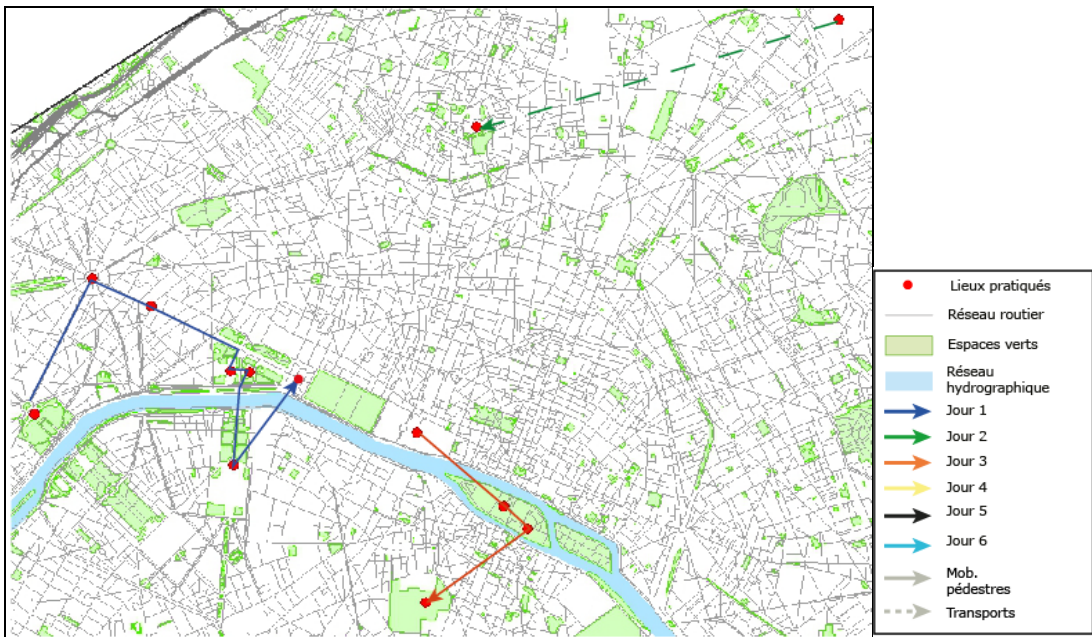 Lieux pratiqués
Réseau routier
Espaces verts
Réseau
hydrographique
Jour 1
Jour 2
Jour 3
Jour 4
Jour 5
Jour 6
Mob.
pédestres
Transports